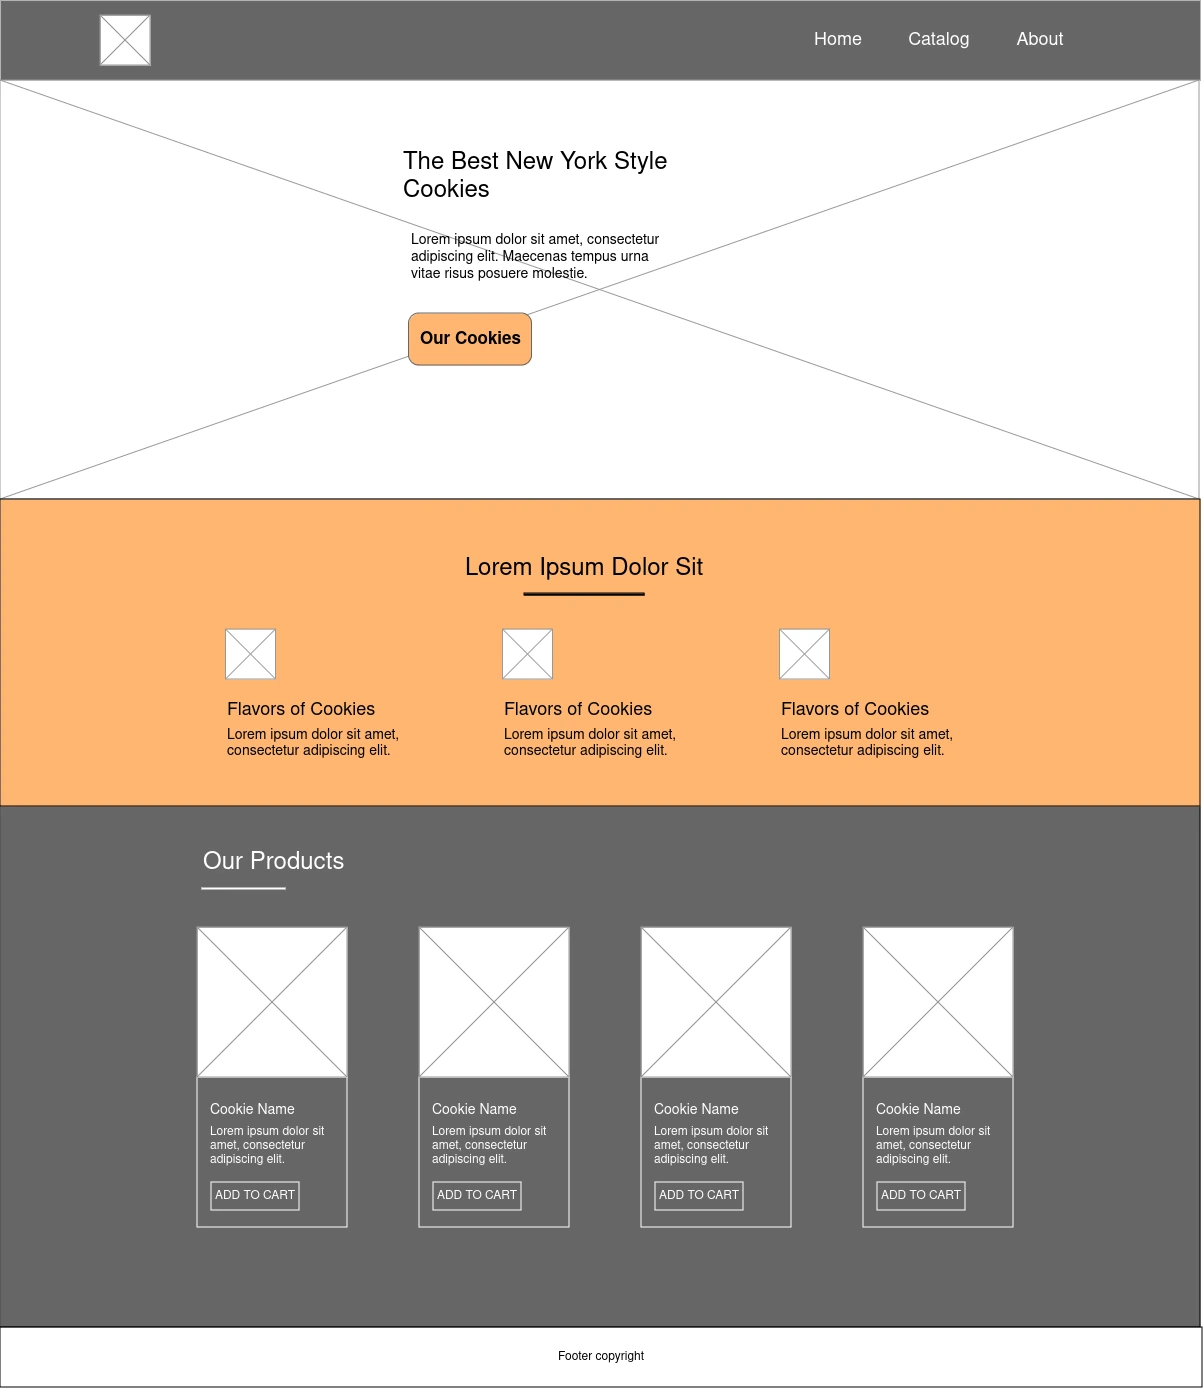 Home Catalog About
The Best New York Style
Cookies
Lorem ipsum dolor sit amet, consectetur
adipiscing elit. Maecenas tempus urna
vitae risus posuere molestie.
Our Cookies
Lorem Ipsum Dolor Sit
Flavors of Cookies
Lorem ipsum dolor sit amet,
consectetur adipiscing elit.
Flavors of Cookies
Lorem ipsum dolor sit amet,
consectetur adipiscing elit.
Flavors of Cookies
Lorem ipsum dolor sit amet,
consectetur adipiscing elit.
Our Products
Cookie Name
Lorem ipsum dolor sit
amet, consectetur
adipiscing elit.
ADD TO CART
Cookie Name
Lorem ipsum dolor sit
amet, consectetur
adipiscing elit.
ADD TO CART
Cookie Name
Lorem ipsum dolor sit
amet, consectetur
adipiscing elit.
ADD TO CART
Cookie Name
Lorem ipsum dolor sit
amet, consectetur
adipiscing elit.
ADD TO CART
Footer copyright